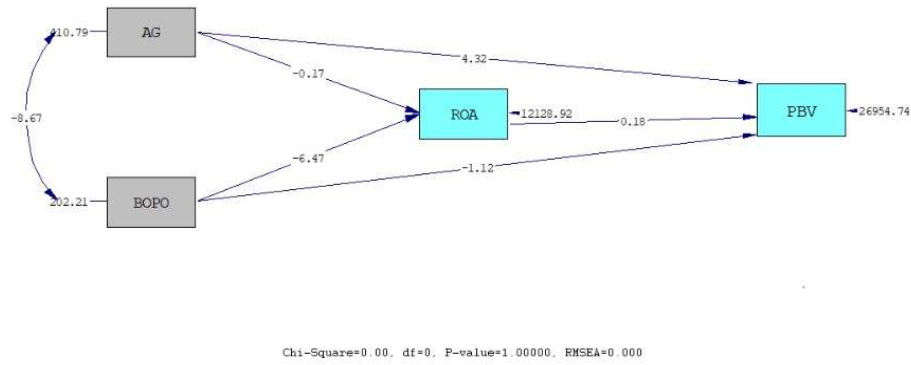 410.79
AG
4.32
-0.17
-8.67
ROA
12128.92
0.18
PBV
26954.74
-6.47
-1.12
202.21
BOPO
Chi-Square=0.00, df=0, P-value=1.00000, RMSEA=0.000